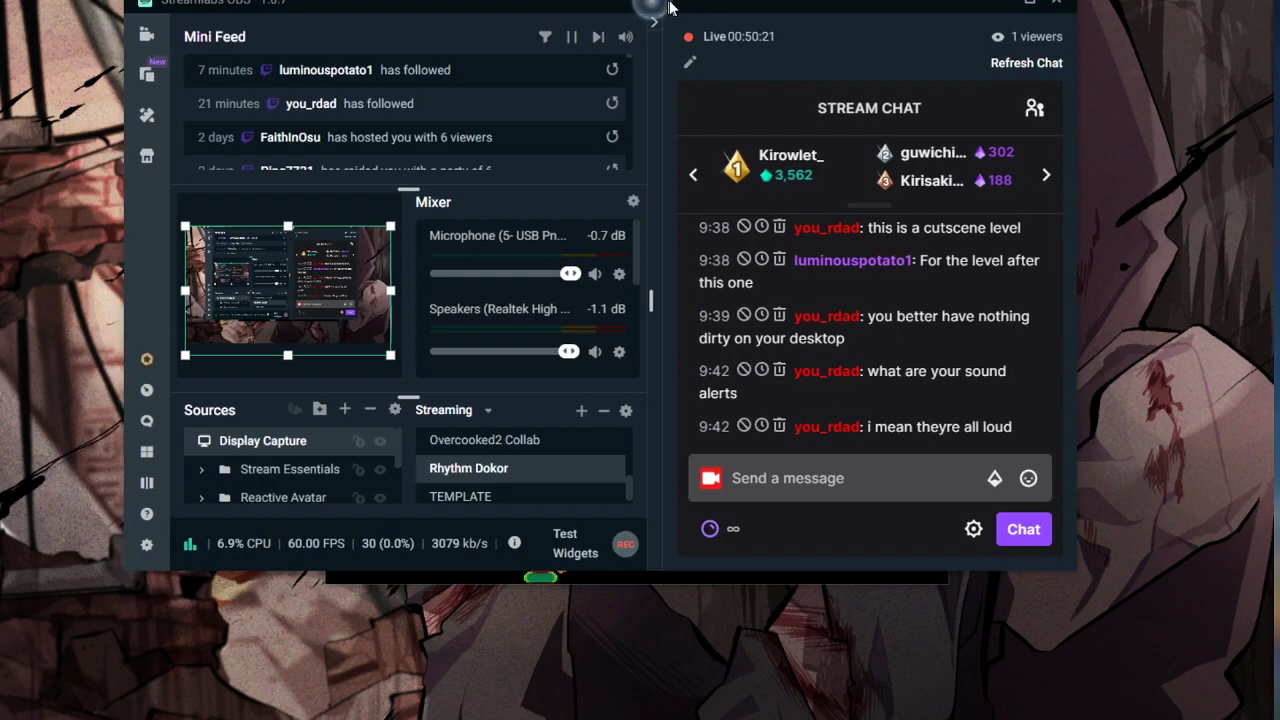 Streamlabs OBS - 1.0.7
Mini Feed
7 minutes luminouspotato1 has followed
21 minutes you_rdad has followed
2 days FaithInOsu has hosted you with 6 viewers
Mixer
Microphone (5- USB Pn... -0.7 dB
Speakers (Realtek High ... -1.1 dB
New
Sources
Display Capture
Stream Essentials
Reactive Avatar
Streaming
Overcooked2 Collab
Rhythm Dokor
TEMPLATE
6.9% CPU 60.00 FPS 30 (0.0%) 3079 kb/s
Test
Widgets
REC
Live 00:50:21
1 viewers
Refresh Chat
STREAM CHAT
1 Kirowlet_
3,562
2 guwichi... 302
3 Kirisaki... 188
9:38 you_rdad: this is a cutscene level
9:38 luminouspotato1: For the level after
this one
9:39 you_rdad: you better have nothing
dirty on your desktop
9:42 you_rdad: what are your sound
alerts
9:42 you_rdad: i mean theyre all loud
Send a message
∞
Chat